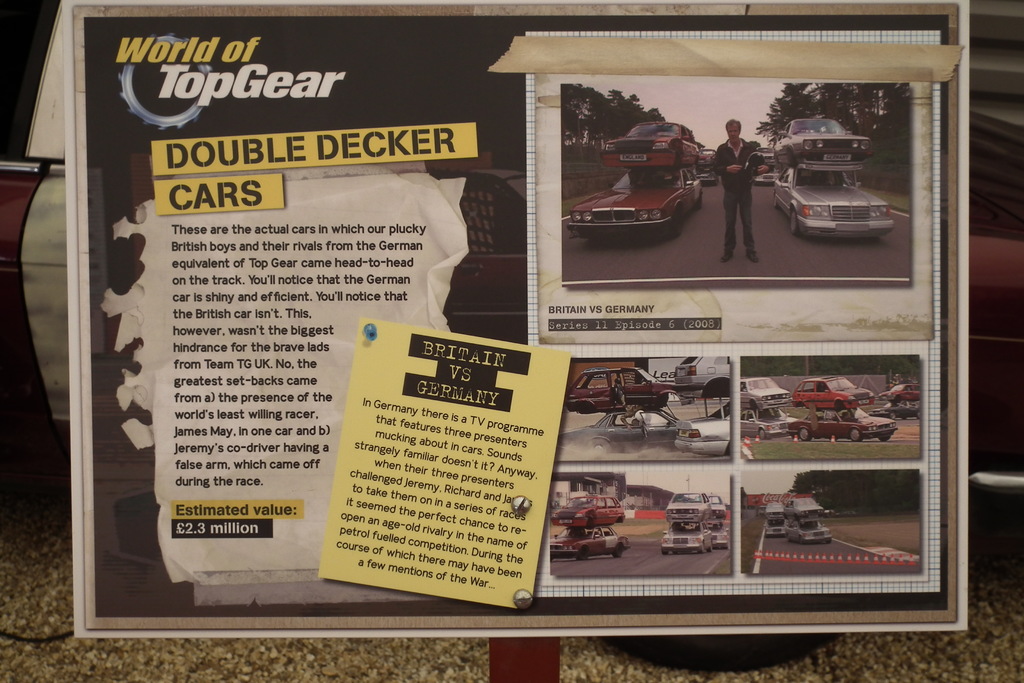 World of
TopGear
DOUBLE DECKER
CARS
These are the actual cars in which our plucky
British boys and their rivals from the German
equivalent of Top Gear came head-to-head
on the track. You'll notice that the German
car is shiny and efficient. You'll notice that
the British car isn't. This,
however, wasn't the biggest
hindrance for the brave lads
from Team TG UK. No, the
greatest set-backs came
from a) the presence of the
world's least willing racer,
James May, in one car and b)
Jeremy's co-driver having a
false arm, which came off
during the race.
Estimated value:
£2.3 million
BRITAIN
VS
GERMANY
In Germany there is a TV programme
that features three presenters
mucking about in cars. Sounds
strangely familiar doesn't it? Anyway,
when their three presenters
challenged Jeremy, Richard and
to take them on in a series of races
it seemed the perfect chance to re-
open an age-old rivalry in the name of
petrol fuelled competition. During the
course of which there may have been
a few mentions of the War...
ENGLAND
GERMANY
BRITAIN VS GERMANY
Series 11 Episode 6 (2008)